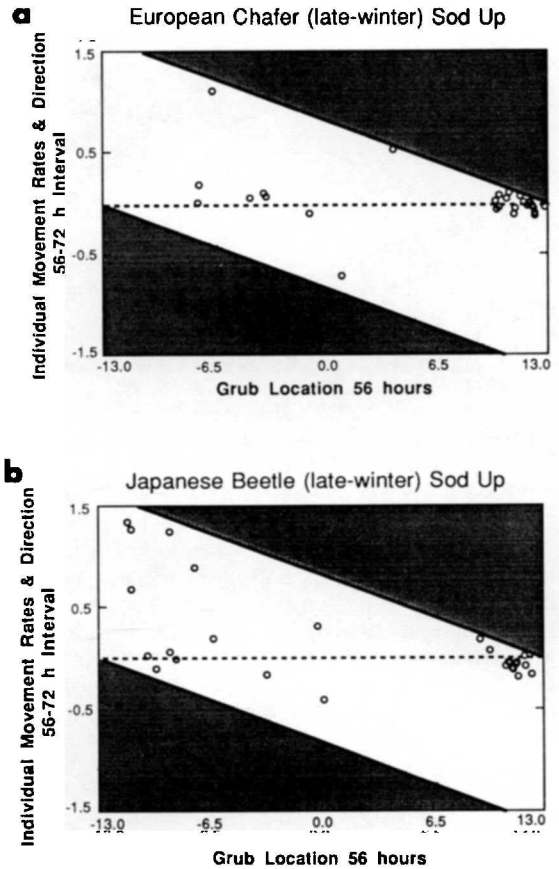 a European Chafer (late-winter) Sod Up
Individual Movement Rates & Direction
56-72 h Interval
1.5
0.5
-0.5
-1.5
-13.0 -6.5 0.0 6.5 13.0
Grub Location 56 hours
b Japanese Beetle (late-winter) Sod Up
Individual Movement Rates & Direction
56-72 h Interval
1.5
0.5
-0.5
-1.5
-13.0 -6.5 0.0 6.5 13.0
Grub Location 56 hours